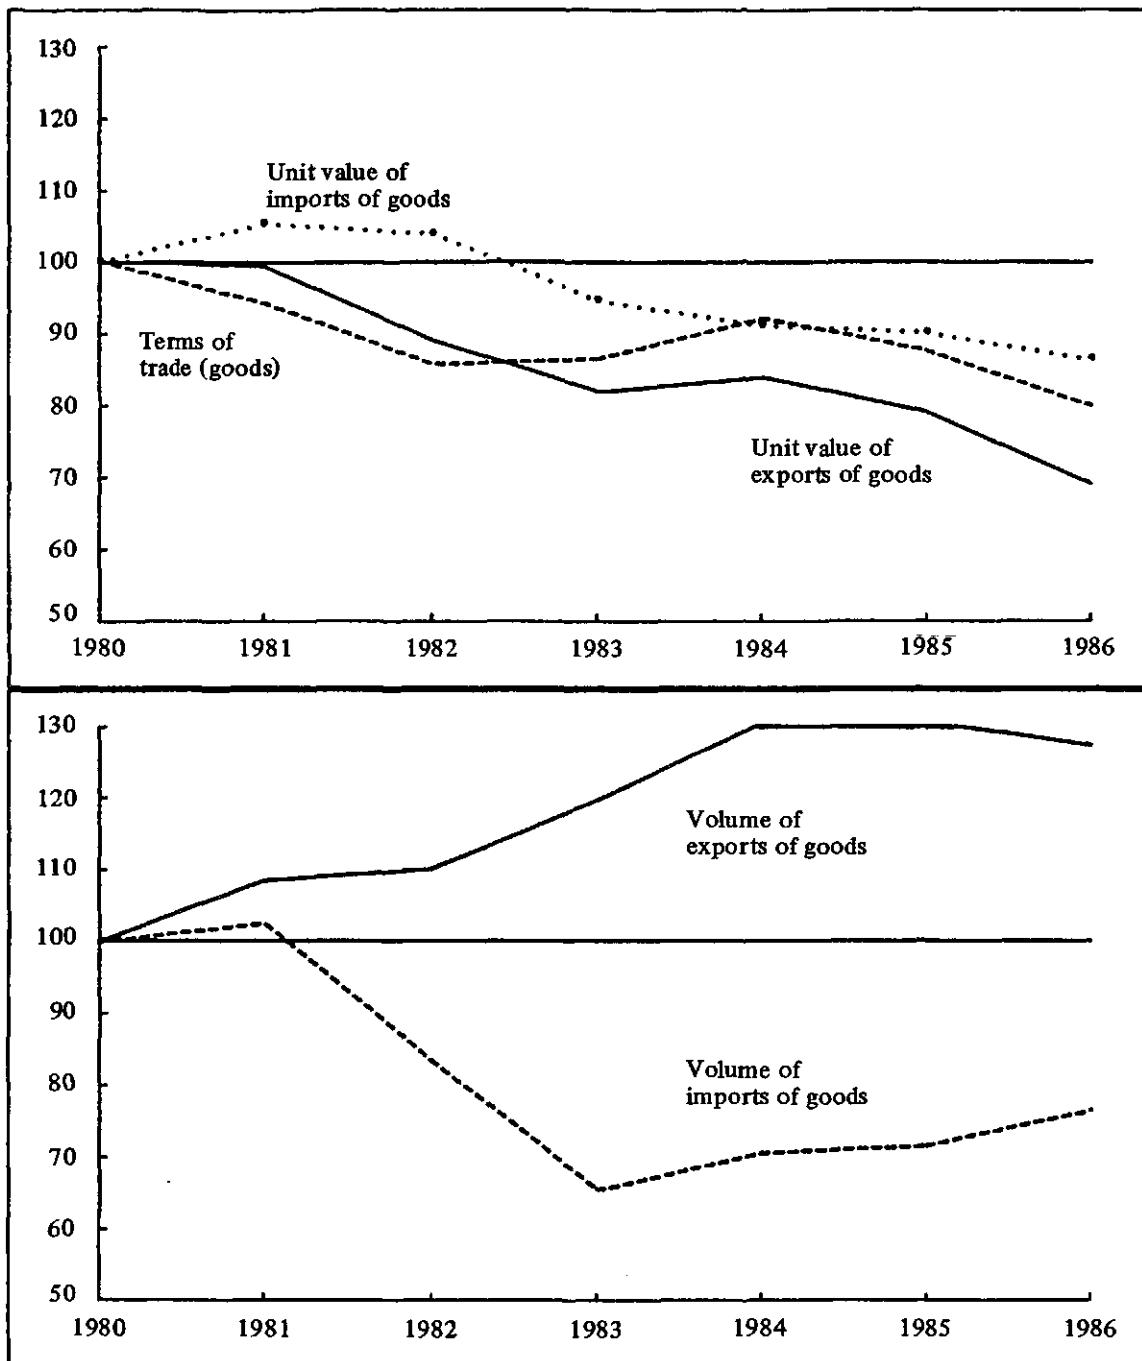 130
120
Unit value of
110 imports of goods
100
90
Terms of
trade (goods)
80
Unit value of
70 exports of goods
60
50
1980 1981 1982 1983 1984 1985 1986
130
120
Volume of
exports of goods
110
100
90
Volume of
80 imports of goods
70
60
50
1980 1981 1982 1983 1984 1985 1986